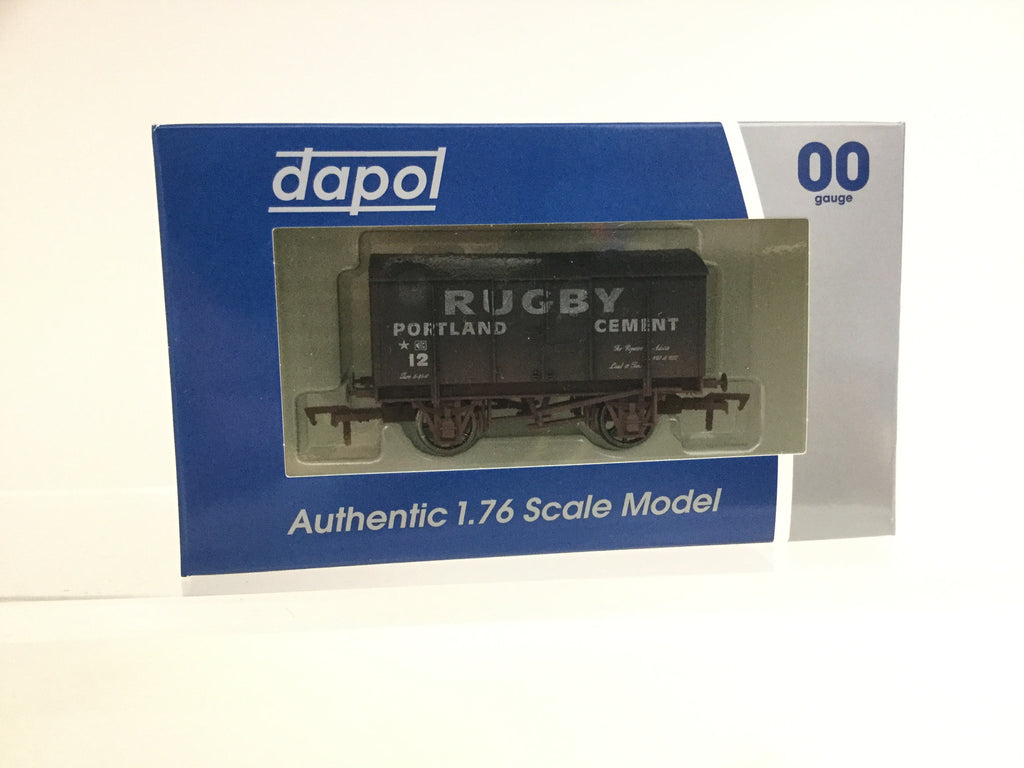 dapol
00
gauge
RUGBY
PORTLAND CEMENT
12
Authentic 1.76 Scale Model